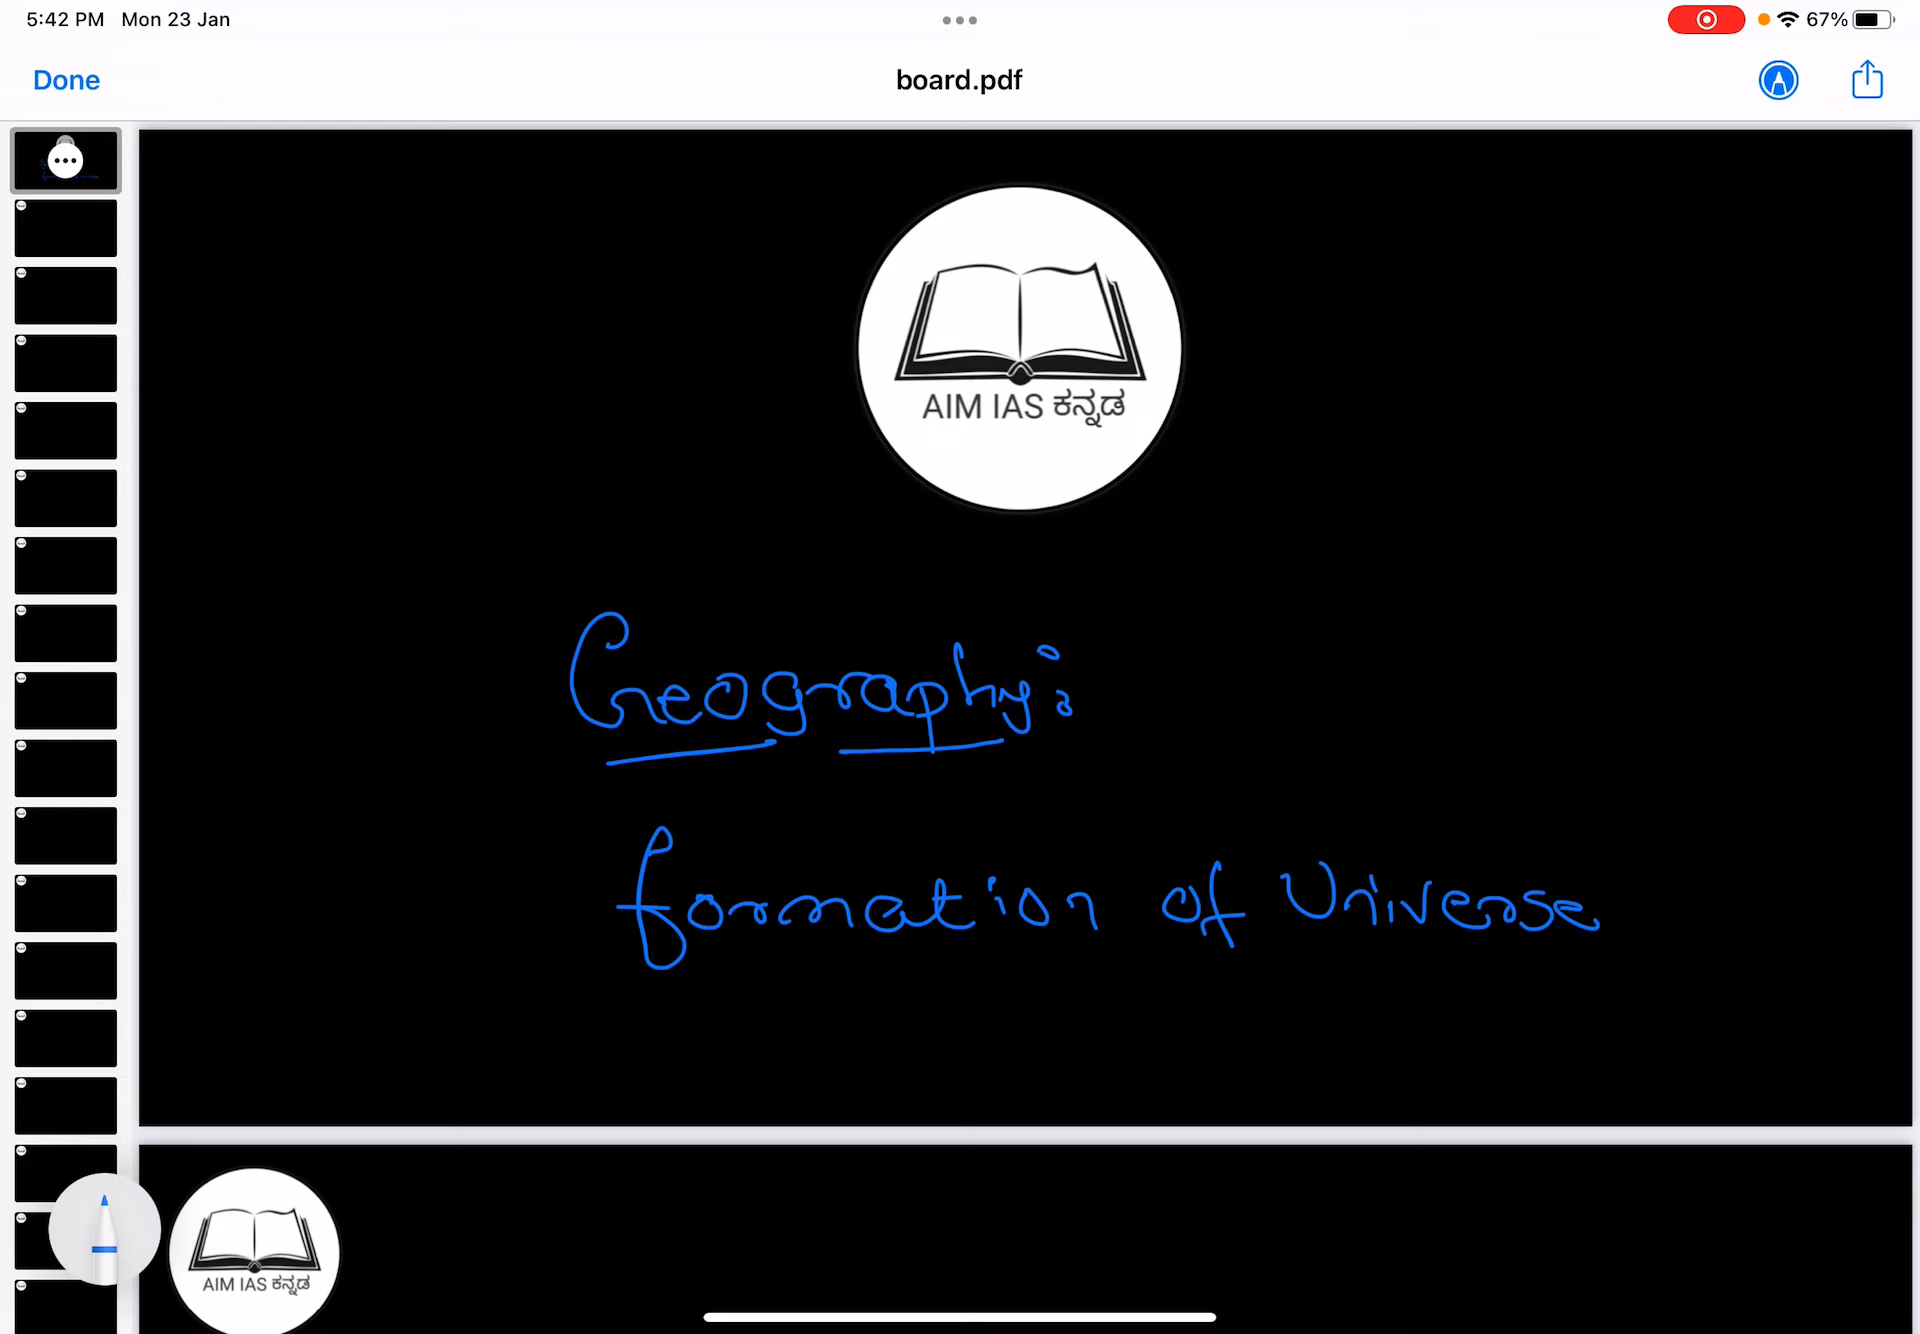 5:42 PM Mon 23 Jan
67%
Done
board.pdf
AIM IAS ಕನ್ನಡ
Geography:
formation of Universe
AIM IAS ಕನ್ನಡ